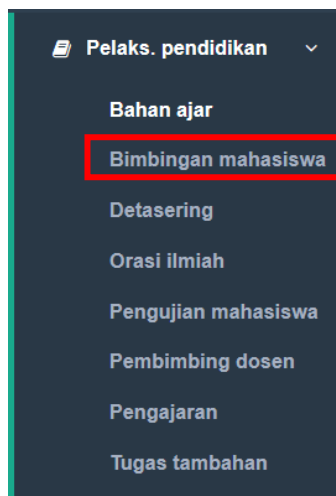 Pelaks. pendidikan
Bahan ajar
Bimbingan mahasiswa
Detasering
Orasi ilmiah
Pengujian mahasiswa
Pembimbing dosen
Pengajaran
Tugas tambahan